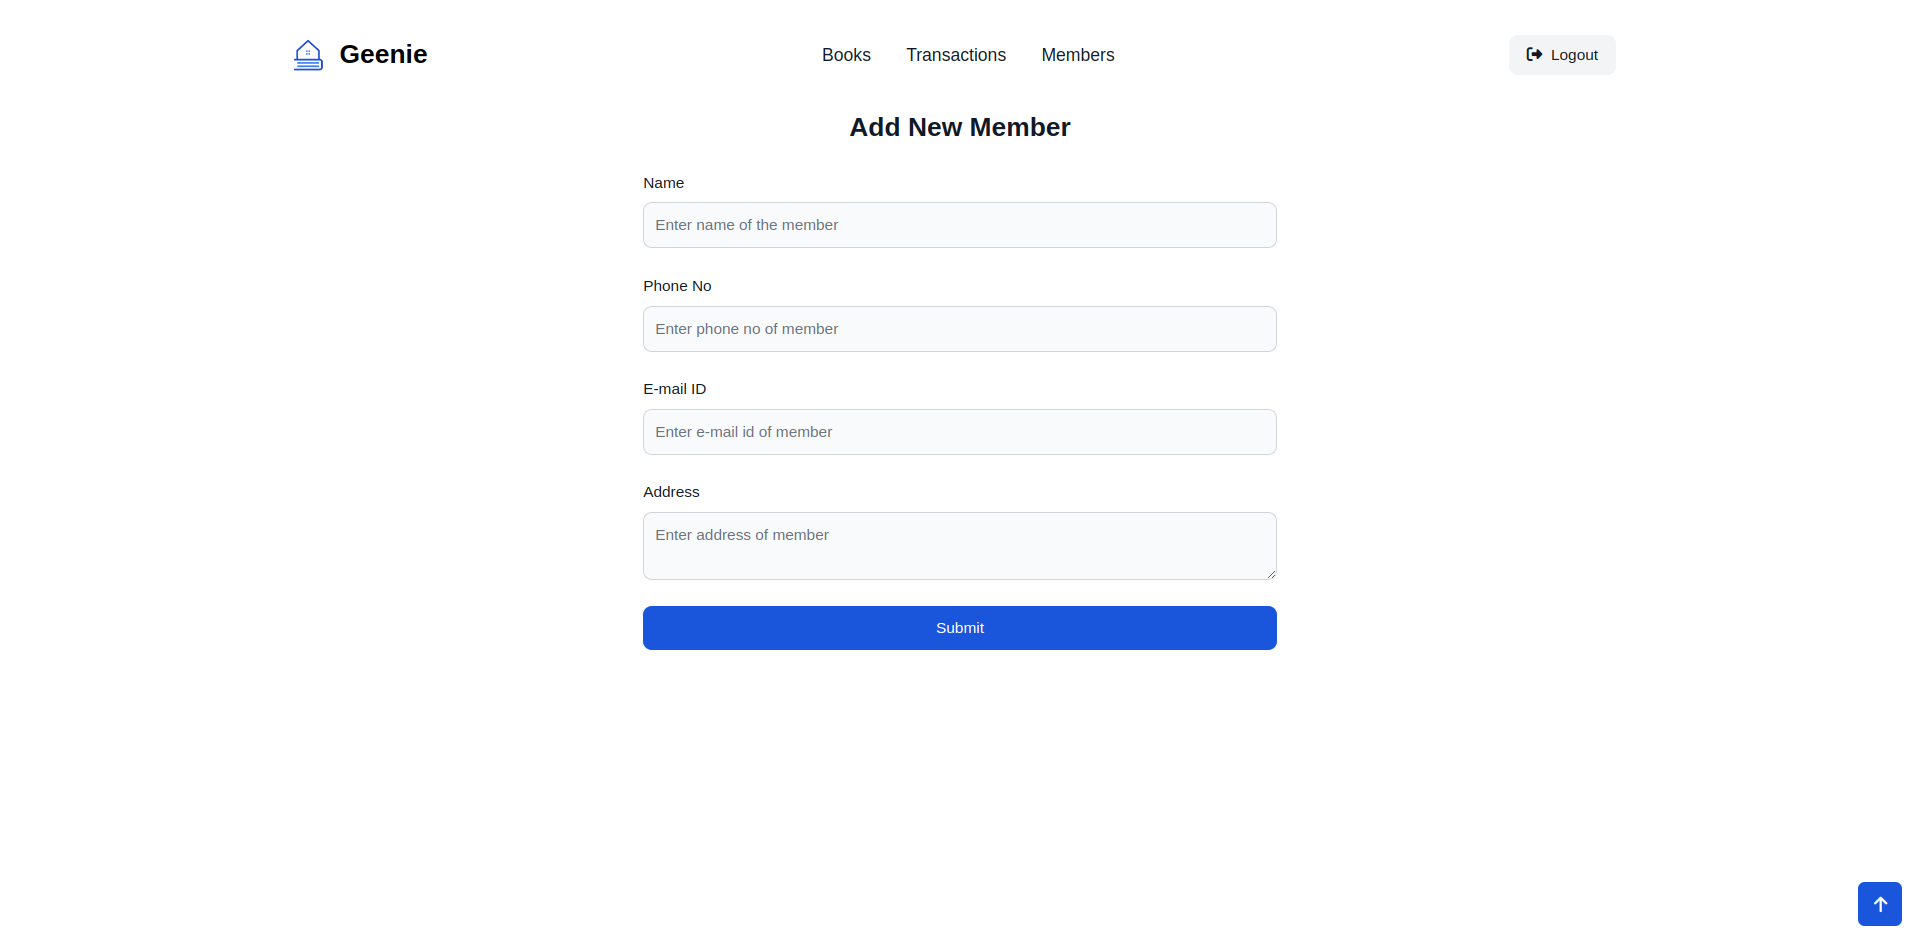 Geenie
Books Transactions Members
Logout
Add New Member
Name
Enter name of the member
Phone No
Enter phone no of member
E-mail ID
Enter e-mail id of member
Address
Enter address of member
Submit